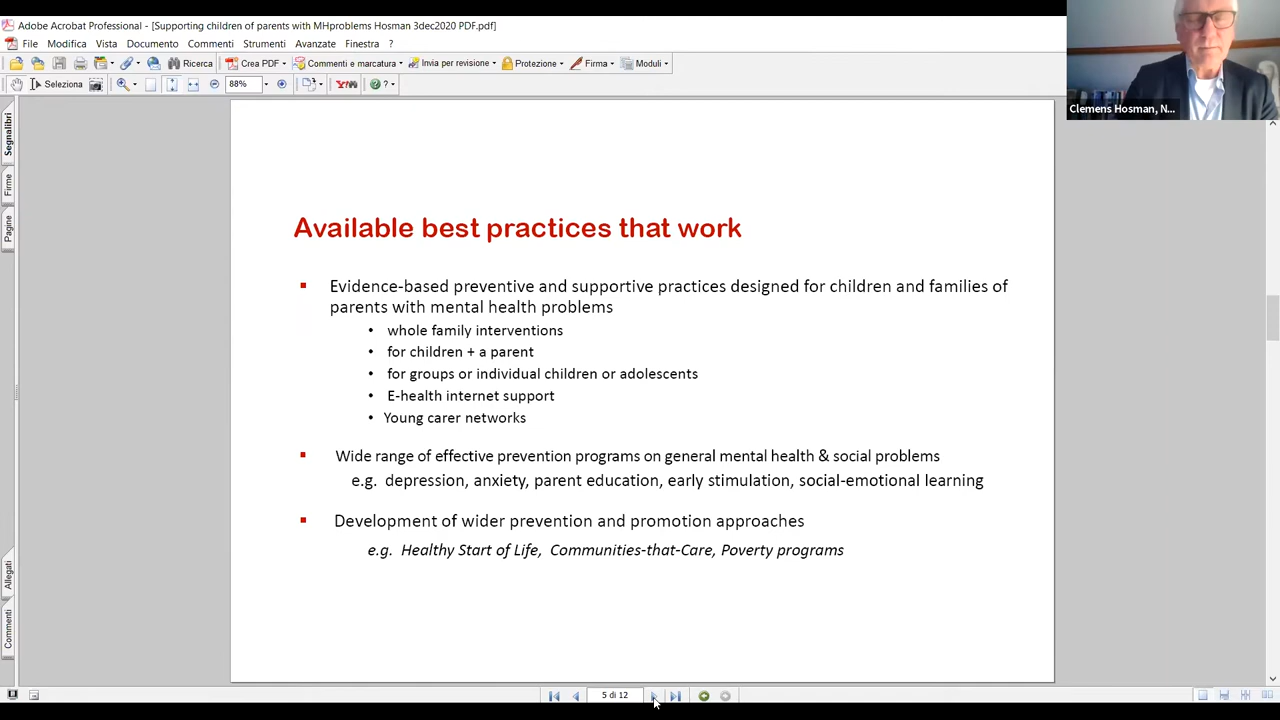 Adobe Acrobat Professional - [Supporting children of parents with MHproblems Hosman 3dec2020 PDF.pdf]
File Modifica Vista Documento Commenti Strumenti Avanzate Finestra ?
Ricerca Crea PDF Commenti e marcatura Invia per revisione Protezione Firma Moduli
Seleziona 88% Y! ?
Clemens Hosman, N...
Segnalibri
Firme
Pagine
Allegati
Commenti
Available best practices that work
Evidence-based preventive and supportive practices designed for children and families of
parents with mental health problems
• whole family interventions
• for children + a parent
• for groups or individual children or adolescents
• E-health internet support
• Young carer networks
Wide range of effective prevention programs on general mental health & social problems
e.g. depression, anxiety, parent education, early stimulation, social-emotional learning
Development of wider prevention and promotion approaches
e.g. Healthy Start of Life, Communities-that-Care, Poverty programs
5 di 12